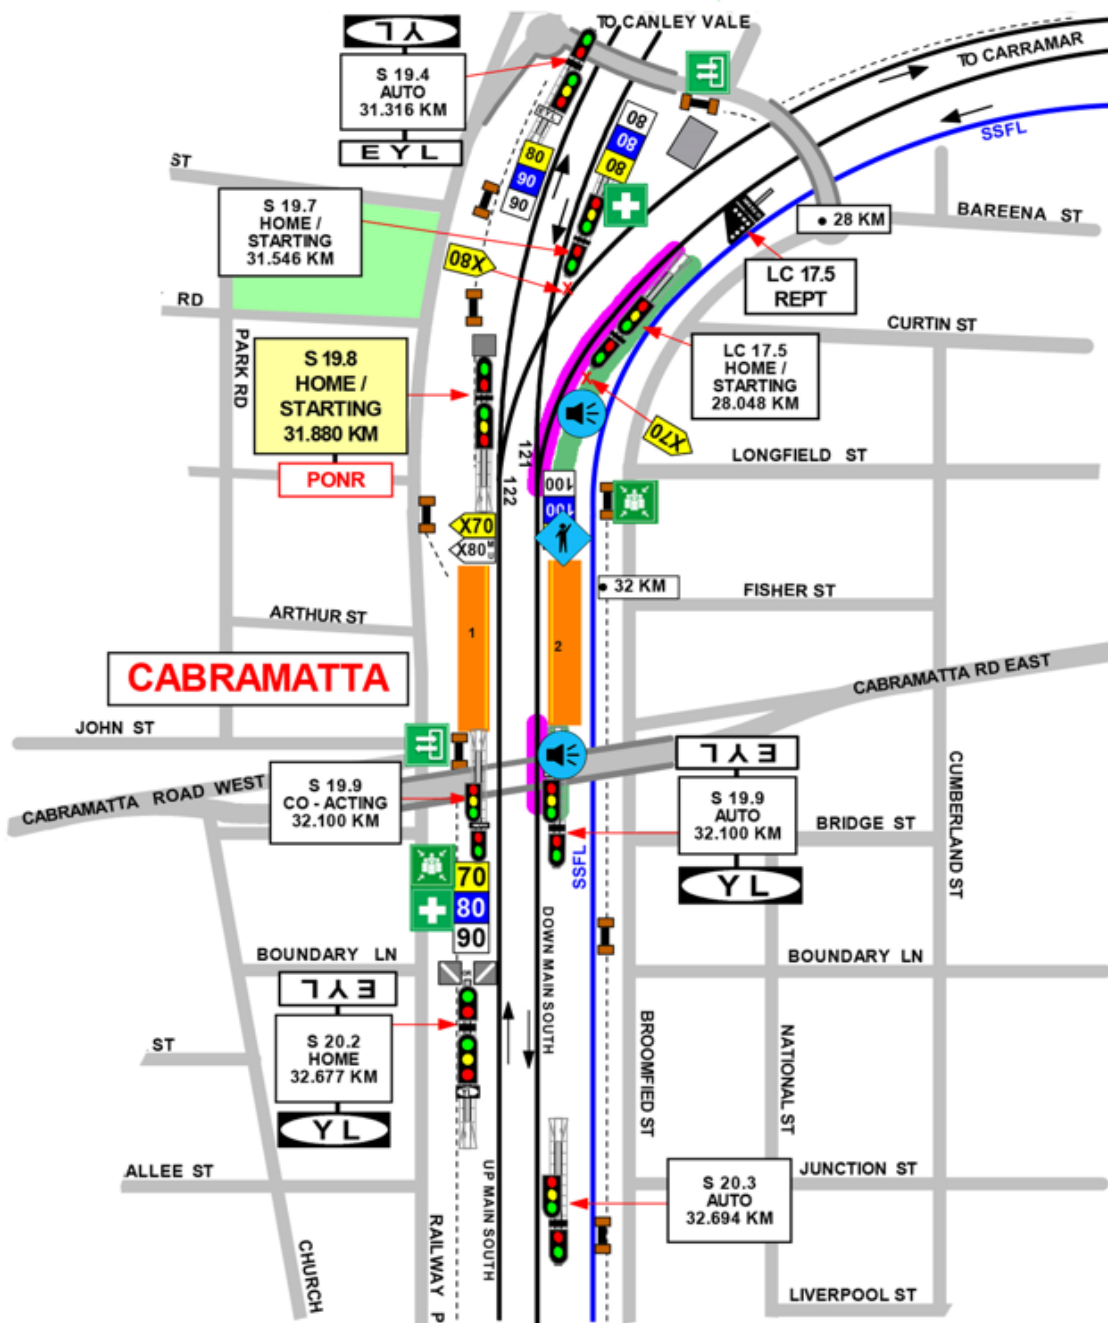 YL
TO CANLEY VALE
TO CARRAMAR
S 19.4
AUTO
31.316 KM
EYL
EYL
80
90
90
80
80
80
SSFL
ST
S 19.7
HOME /
STARTING
31.546 KM
28 KM
BAREENA ST
X80
LC 17.5
REPT
RD
PARK RD
CURTIN ST
S 19.8
HOME /
STARTING
31.880 KM
LC 17.5
HOME /
STARTING
28.048 KM
X70
PONR
121
122
LONGFIELD ST
100
100
X70
X80
32 KM
FISHER ST
ARTHUR ST
1
2
CABRAMATTA
CABRAMATTA RD EAST
JOHN ST
CABRAMATTA ROAD WEST
S 19.9
CO - ACTING
32.100 KM
EYL
S 19.9
AUTO
32.100 KM
YL
BRIDGE ST
CUMBERLAND ST
SSFL
70
80
90
DOWN MAIN SOUTH
BOUNDARY LN
BOUNDARY LN
EYL
S 20.2
HOME
32.677 KM
YL
ST
BROOMFIED ST
NATIONAL ST
ALLEE ST
UP MAIN SOUTH
S 20.3
AUTO
32.694 KM
JUNCTION ST
CHURCH
RAILWAY P
LIVERPOOL ST